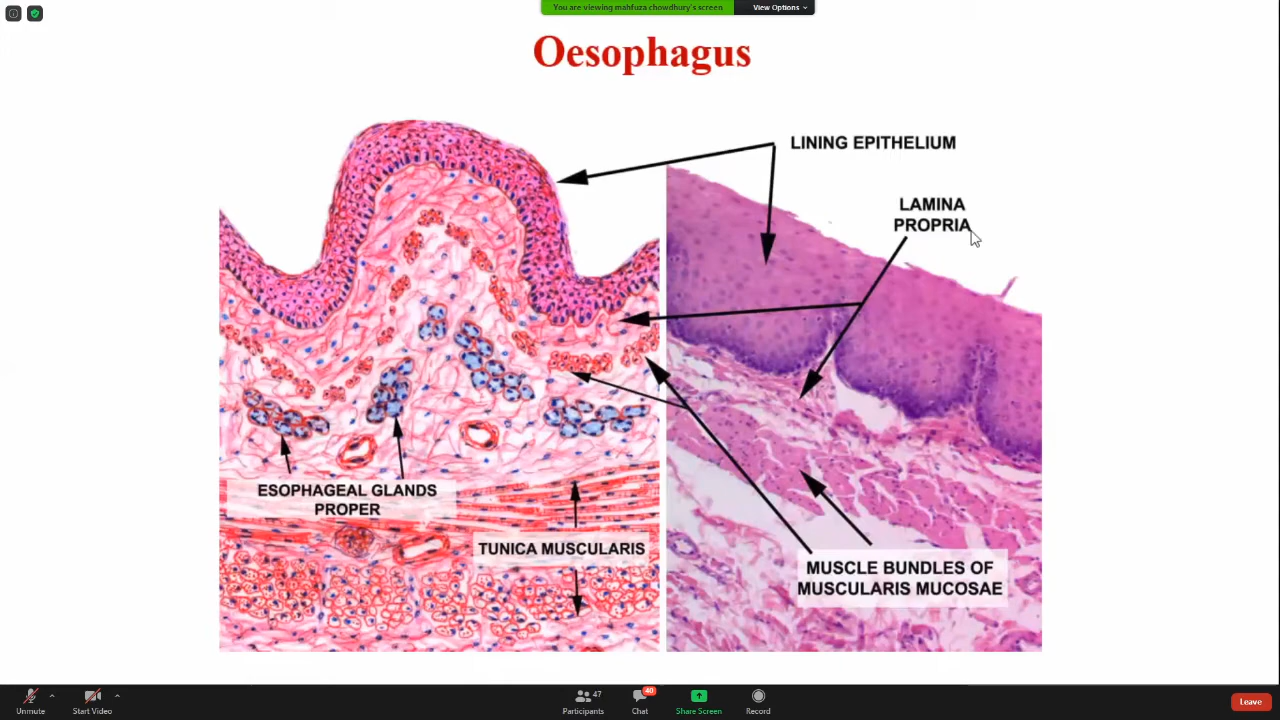 You are viewing mahfuza chowdhury's screen
View Options
Oesophagus
LINING EPITHELIUM
LAMINA
PROPRIA
ESOPHAGEAL GLANDS
PROPER
TUNICA MUSCULARIS
MUSCLE BUNDLES OF
MUSCULARIS MUCOSAE
Unmute
Start Video
47
Participants
40
Chat
Share Screen
Record
Leave